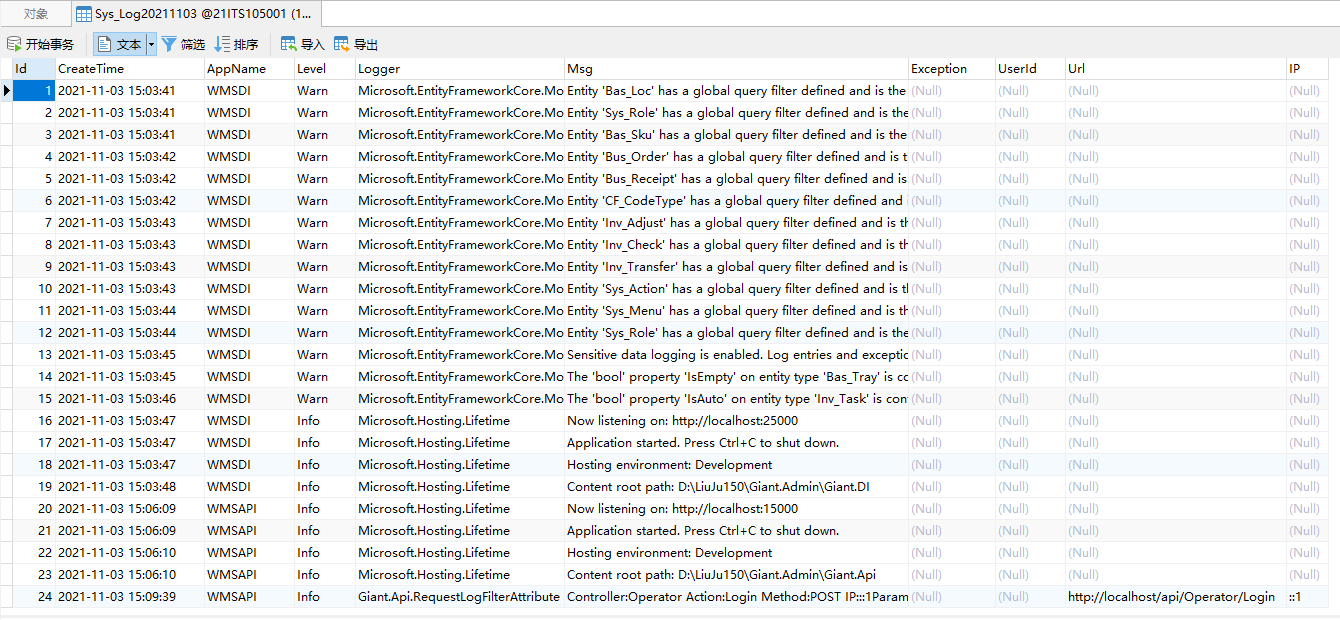 对象 Sys_Log20211103 @21ITS105001 (1...
开始事务 文本 筛选 排序 导入 导出
Id CreateTime AppName Level Logger Msg Exception UserId Url IP
1 2021-11-03 15:03:41 WMSDI Warn Microsoft.EntityFrameworkCore.Mo Entity 'Bas_Loc' has a global query filter defined and is the (Null) (Null) (Null) (Null)
2 2021-11-03 15:03:41 WMSDI Warn Microsoft.EntityFrameworkCore.Mo Entity 'Sys_Role' has a global query filter defined and is the (Null) (Null) (Null) (Null)
3 2021-11-03 15:03:41 WMSDI Warn Microsoft.EntityFrameworkCore.Mo Entity 'Bas_Sku' has a global query filter defined and is the (Null) (Null) (Null) (Null)
4 2021-11-03 15:03:42 WMSDI Warn Microsoft.EntityFrameworkCore.Mo Entity 'Bus_Order' has a global query filter defined and is t (Null) (Null) (Null) (Null)
5 2021-11-03 15:03:42 WMSDI Warn Microsoft.EntityFrameworkCore.Mo Entity 'Bus_Receipt' has a global query filter defined and is (Null) (Null) (Null) (Null)
6 2021-11-03 15:03:42 WMSDI Warn Microsoft.EntityFrameworkCore.Mo Entity 'CF_CodeType' has a global query filter defined and (Null) (Null) (Null) (Null)
7 2021-11-03 15:03:43 WMSDI Warn Microsoft.EntityFrameworkCore.Mo Entity 'Inv_Adjust' has a global query filter defined and is th (Null) (Null) (Null) (Null)
8 2021-11-03 15:03:43 WMSDI Warn Microsoft.EntityFrameworkCore.Mo Entity 'Inv_Check' has a global query filter defined and is th (Null) (Null) (Null) (Null)
9 2021-11-03 15:03:43 WMSDI Warn Microsoft.EntityFrameworkCore.Mo Entity 'Inv_Transfer' has a global query filter defined and is (Null) (Null) (Null) (Null)
10 2021-11-03 15:03:43 WMSDI Warn Microsoft.EntityFrameworkCore.Mo Entity 'Sys_Action' has a global query filter defined and is th (Null) (Null) (Null) (Null)
11 2021-11-03 15:03:44 WMSDI Warn Microsoft.EntityFrameworkCore.Mo Entity 'Sys_Menu' has a global query filter defined and is th (Null) (Null) (Null) (Null)
12 2021-11-03 15:03:44 WMSDI Warn Microsoft.EntityFrameworkCore.Mo Entity 'Sys_Role' has a global query filter defined and is the (Null) (Null) (Null) (Null)
13 2021-11-03 15:03:45 WMSDI Warn Microsoft.EntityFrameworkCore.Mo Sensitive data logging is enabled. Log entries and exceptic (Null) (Null) (Null) (Null)
14 2021-11-03 15:03:45 WMSDI Warn Microsoft.EntityFrameworkCore.Mo The 'bool' property 'IsEmpty' on entity type 'Bas_Tray' is cc (Null) (Null) (Null) (Null)
15 2021-11-03 15:03:46 WMSDI Warn Microsoft.EntityFrameworkCore.Mo The 'bool' property 'IsAuto' on entity type 'Inv_Task' is con (Null) (Null) (Null) (Null)
16 2021-11-03 15:03:47 WMSDI Info Microsoft.Hosting.Lifetime Now listening on: http://localhost:25000 (Null) (Null) (Null) (Null)
17 2021-11-03 15:03:47 WMSDI Info Microsoft.Hosting.Lifetime Application started. Press Ctrl+C to shut down. (Null) (Null) (Null) (Null)
18 2021-11-03 15:03:47 WMSDI Info Microsoft.Hosting.Lifetime Hosting environment: Development (Null) (Null) (Null) (Null)
19 2021-11-03 15:03:48 WMSDI Info Microsoft.Hosting.Lifetime Content root path: D:\LiuJu150\Giant.Admin\Giant.DI (Null) (Null) (Null) (Null)
20 2021-11-03 15:06:09 WMSAPI Info Microsoft.Hosting.Lifetime Now listening on: http://localhost:15000 (Null) (Null) (Null) (Null)
21 2021-11-03 15:06:09 WMSAPI Info Microsoft.Hosting.Lifetime Application started. Press Ctrl+C to shut down. (Null) (Null) (Null) (Null)
22 2021-11-03 15:06:10 WMSAPI Info Microsoft.Hosting.Lifetime Hosting environment: Development (Null) (Null) (Null) (Null)
23 2021-11-03 15:06:10 WMSAPI Info Microsoft.Hosting.Lifetime Content root path: D:\LiuJu150\Giant.Admin\Giant.Api (Null) (Null) (Null) (Null)
24 2021-11-03 15:09:39 WMSAPI Info Giant.Api.RequestLogFilterAttribute Controller:Operator Action:Login Method:POST IP:::1Param (Null) (Null) http://localhost/api/Operator/Login ::1